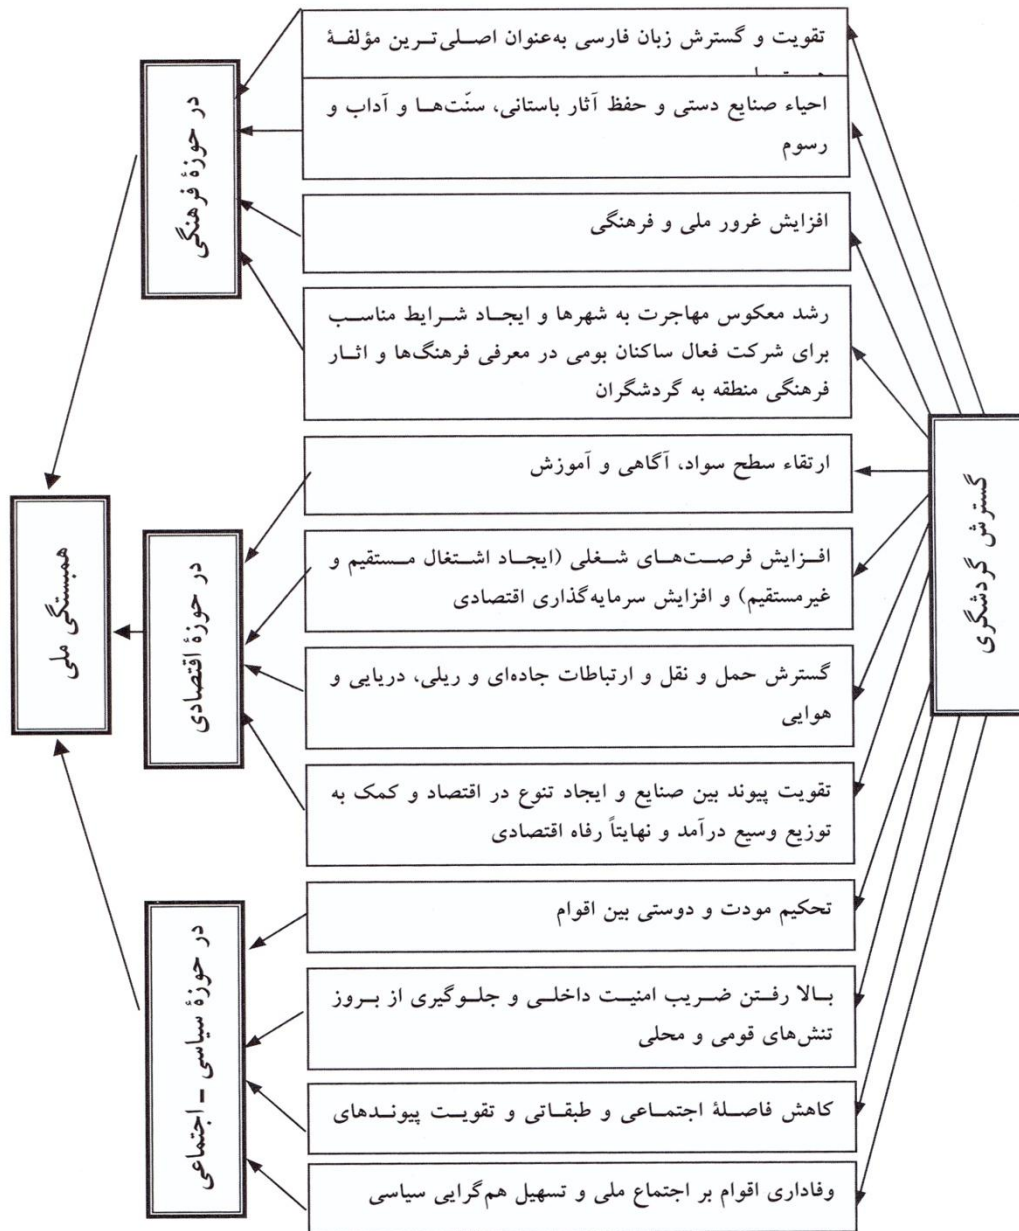 گسترش گردشگری
تقویت و گسترش زبان فارسی به‌عنوان اصلی‌ترین مؤلفۀ
احیاء صنایع دستی و حفظ آثار باستانی، سنّت‌ها و آداب و
رسوم
افزایش غرور ملی و فرهنگی
رشد معکوس مهاجرت به شهرها و ایجاد شرایط مناسب
برای شرکت فعال ساکنان بومی در معرفی فرهنگ‌ها و اثار
فرهنگی منطقه به گردشگران
ارتقاء سطح سواد، آگاهی و آموزش
افزایش فرصت‌های شغلی (ایجاد اشتغال مستقیم و
غیرمستقیم) و افزایش سرمایه‌گذاری اقتصادی
گسترش حمل و نقل و ارتباطات جاده‌ای و ریلی، دریایی و
هوایی
تقویت پیوند بین صنایع و ایجاد تنوع در اقتصاد و کمک به
توزیع وسیع درآمد و نهایتاً رفاه اقتصادی
تحکیم مودت و دوستی بین اقوام
بالا رفتن ضریب امنیت داخلی و جلوگیری از بروز
تنش‌های قومی و محلی
کاهش فاصلۀ اجتماعی و طبقاتی و تقویت پیوندهای
وفاداری اقوام بر اجتماع ملی و تسهیل هم‌گرایی سیاسی
در حوزۀ فرهنگی
در حوزۀ اقتصادی
در حوزۀ سیاسی - اجتماعی
همبستگی ملی